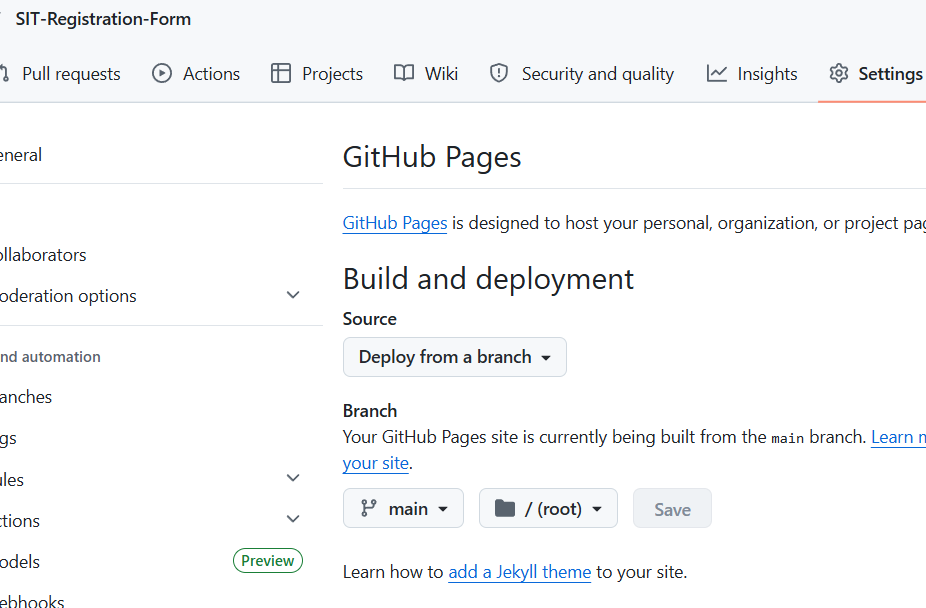 SIT-Registration-Form
Pull requests Actions Projects Wiki Security and quality Insights Settings
eneral
ollaborators
oderation options
nd automation
anches
gs
ules
ctions
odels Preview
ebhooks
GitHub Pages
GitHub Pages is designed to host your personal, organization, or project pag
Build and deployment
Source
Deploy from a branch
Branch
Your GitHub Pages site is currently being built from the main branch. Learn m
your site.
main / (root) Save
Learn how to add a Jekyll theme to your site.